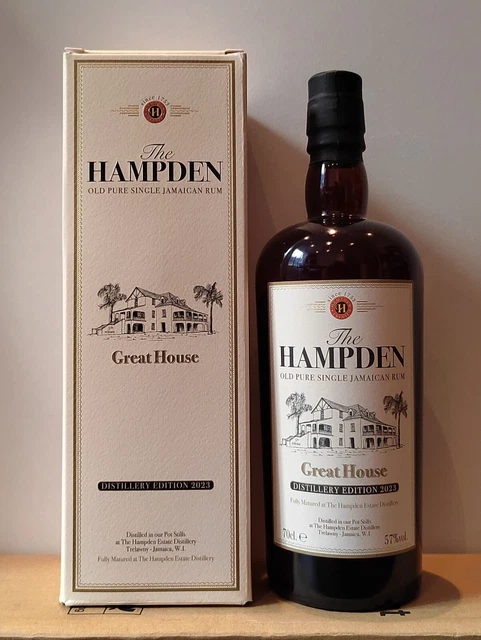 since 1753
H
The
HAMPDEN
OLD PURE SINGLE JAMAICAN RUM
Great House
DISTILLERY EDITION 2023
Distilled in our Pot Stills
at The Hampden Estate Distillery
Trelawny - Jamaica, W.I.
Fully Matured at The Hampden Estate Distillery
since 1753
H
The
HAMPDEN
OLD PURE SINGLE JAMAICAN RUM
Great House
DISTILLERY EDITION 2023
Fully Matured at The Hampden Estate Distillery
Distilled in our Pot Stills
at The Hampden Estate Distillery
Trelawny - Jamaica, W.I.
70cl. ℮
57%vol.